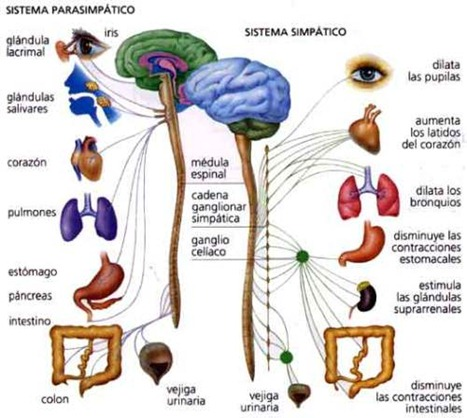 SISTEMA PARASIMPÁTICO
glándula
lacrimal
iris
glándulas
salivares
corazón
pulmones
estómago
páncreas
intestino
colon
vejiga
urinaria
médula
espinal
cadena
ganglionar
simpática
ganglio
celíaco
SISTEMA SIMPÁTICO
dilata
las pupilas
aumenta
los latidos
del corazón
dilata los
bronquios
disminuye las
contracciones
estomacales
estimula
las glándulas
suprarrenales
disminuye
las contracciones
intestinales
vejiga
urinaria